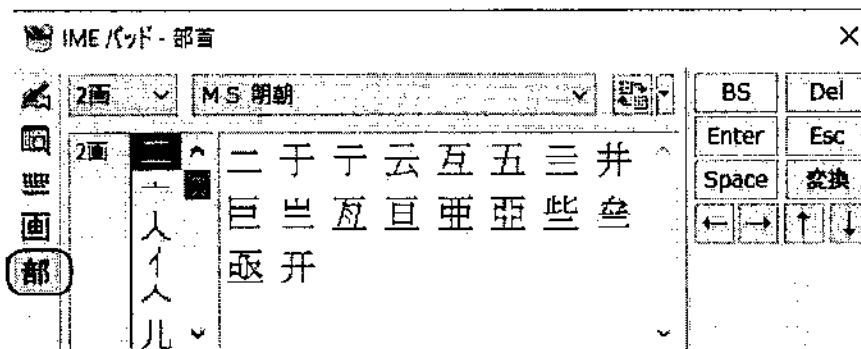 IME パッド - 部首
2画 MS 明朝 BS Del
Enter Esc
Space 変換
← → ↑ ↓
画
部
2画
二
亠
人
亻
𠆢
儿
二 于 亍 云 互 五 亖 井
亘 亗 亙 亘 亜 亞 些 亝
亟 开